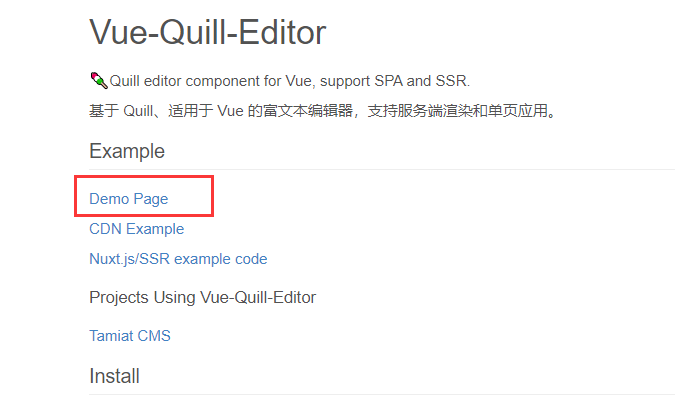 Vue-Quill-Editor
Quill editor component for Vue, support SPA and SSR.
基于 Quill、适用于 Vue 的富文本编辑器，支持服务端渲染和单页应用。
Example
Demo Page
CDN Example
Nuxt.js/SSR example code
Projects Using Vue-Quill-Editor
Tamiat CMS
Install